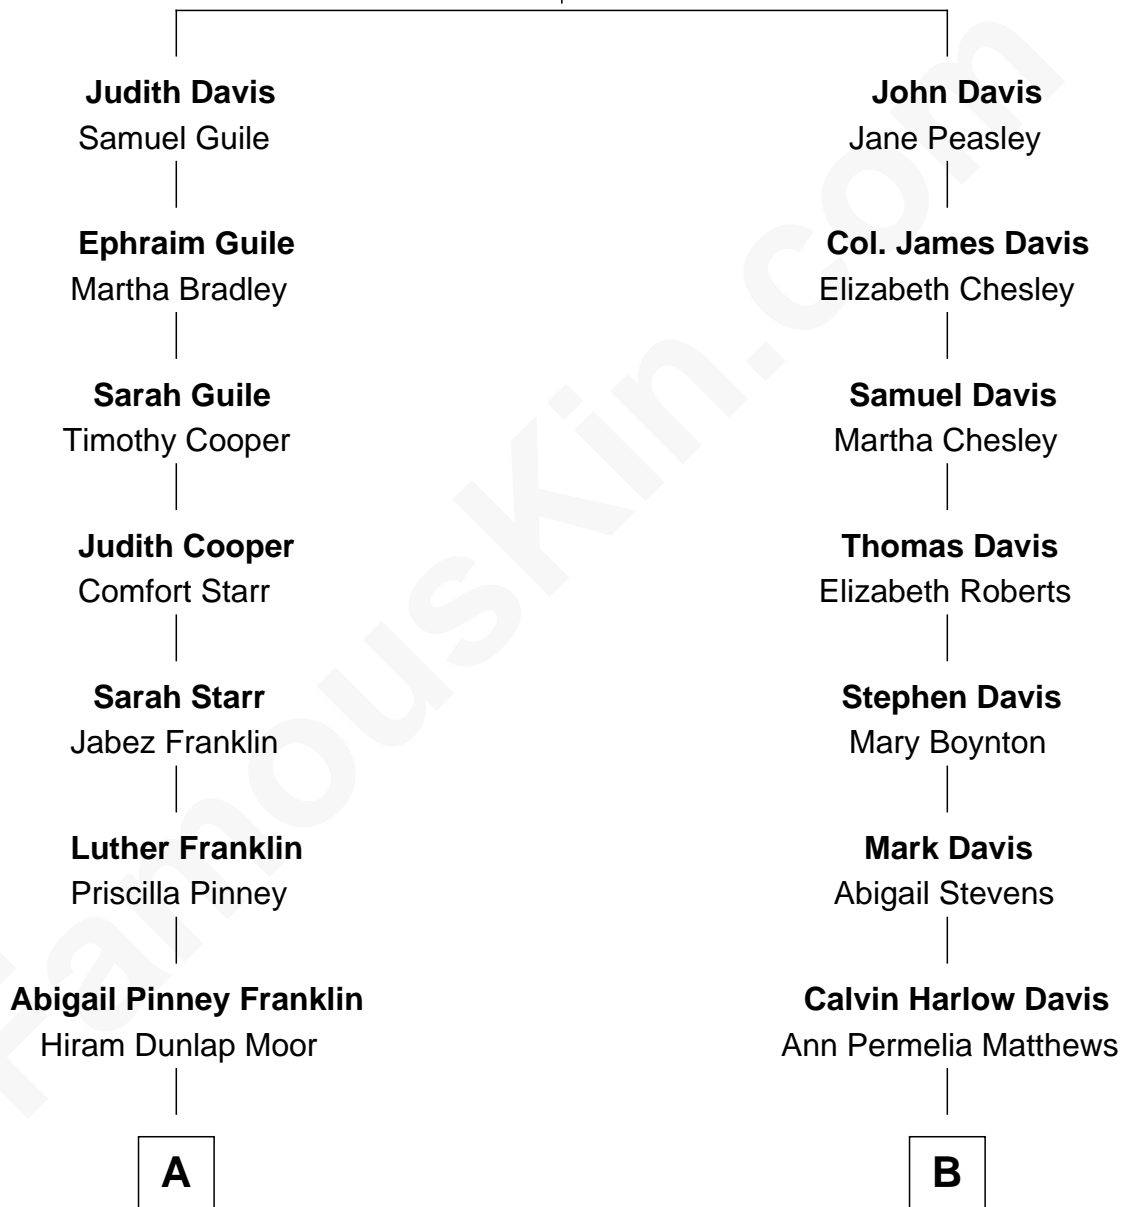 Judith Davis
Samuel Guile
Ephraim Guile
Martha Bradley
Sarah Guile
Timothy Cooper
Judith Cooper
Comfort Starr
Sarah Starr
Jabez Franklin
Luther Franklin
Priscilla Pinney
Abigail Pinney Franklin
Hiram Dunlap Moor
A
John Davis
Jane Peasley
Col. James Davis
Elizabeth Chesley
Samuel Davis
Martha Chesley
Thomas Davis
Elizabeth Roberts
Stephen Davis
Mary Boynton
Mark Davis
Abigail Stevens
Calvin Harlow Davis
Ann Permelia Matthews
B
FamousKin.com